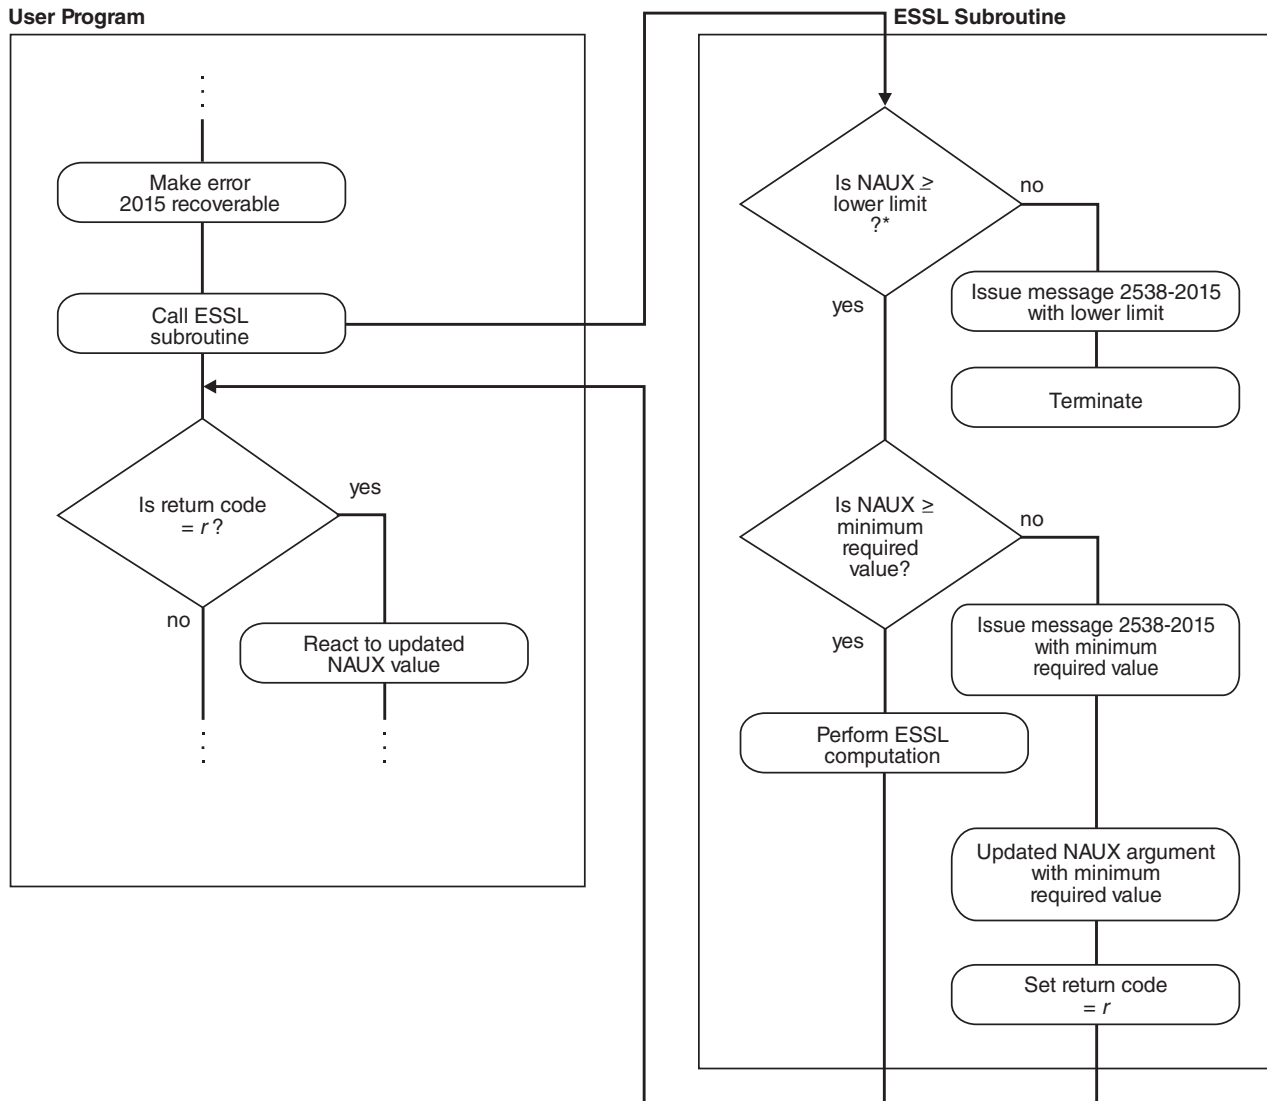 User Program
Make error
2015 recoverable
Call ESSL
subroutine
Is return code
= r ?
yes
no
React to updated
NAUX value
ESSL Subroutine
Is NAUX ≥
lower limit
?*
no
yes
Issue message 2538-2015
with lower limit
Terminate
Is NAUX ≥
minimum
required
value?
no
yes
Issue message 2538-2015
with minimum
required value
Perform ESSL
computation
Updated NAUX argument
with minimum
required value
Set return code
= r